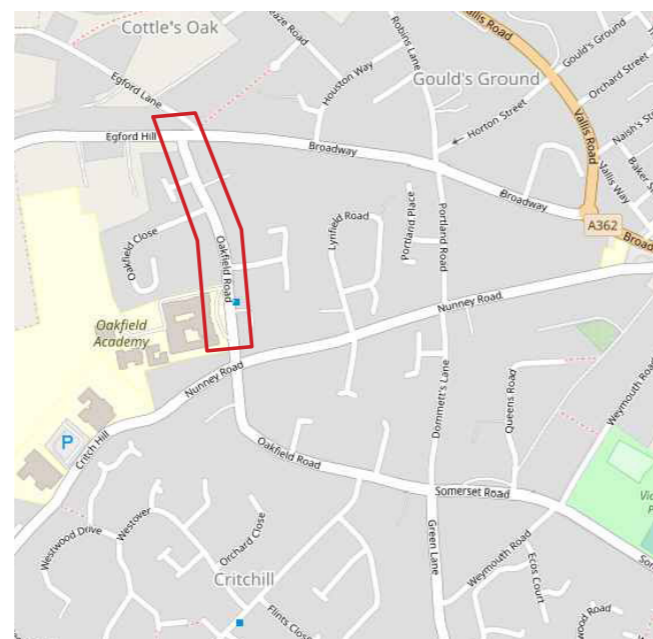 Cottle's Oak
Robins Lane
Vallis Road
Gould's Ground
Egford Lane
Houston Way
Gould's Ground
Orchard Street
Horton Street
Vallis Road
Egford Hill
Broadway
Naish's
Baker
Vallis Way
Broadway
Portland Place
Portland Road
Lynfield Road
A362
Oakfield Close
Oakfield Road
Nunney Road
Oakfield
Academy
Nunney Road
Dommett's Lane
Queens Road
Weymouth Road
P
Critch Hill
Oakfield Road
Somerset Road
Westwood Drive
Westover
Orchard Close
Green Lane
Weymouth Road
Ecos Court
Critchill
Flints Close